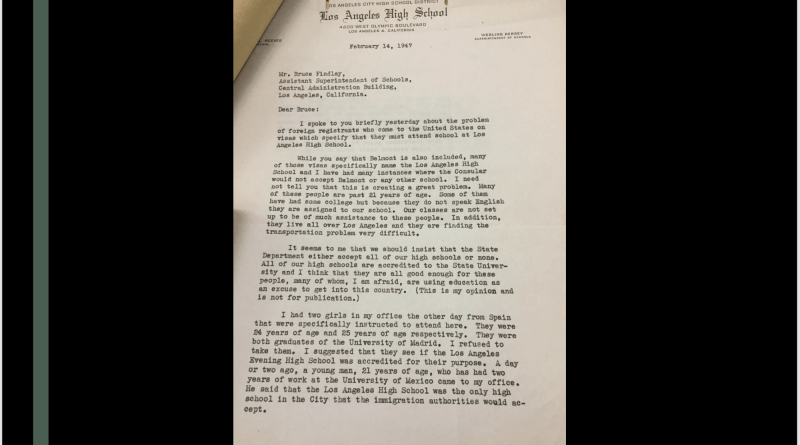 LOS ANGELES CITY HIGH SCHOOL DISTRICT
Los Angeles High School
4600 WEST OLYMPIC BOULEVARD
LOS ANGELES 6, CALIFORNIA
SUPERINTENDENT OF SCHOOLS
February 14, 1947
Mr. Bruce Findlay,
Assistant Superintendent of Schools,
Central Administration Building,
Los Angeles, California.
Dear Bruce:
I spoke to you briefly yesterday about the problem
of foreign registrants who come to the United States on
visas which specify that they must attend school at Los
Angeles High School.
While you say that Belmont is also included, many
of those visas specifically name the Los Angeles High
School and I have had many instances where the Consular
would not accept Belmont or any other school. I need
not tell you that this is creating a great problem. Many
of these people are past 21 years of age. Some of them
have had some college but because they do not speak English
they are assigned to our school. Our classes are not set
up to be of much assistance to these people. In addition,
they live all over Los Angeles and they are finding the
transportation problem very difficult.
It seems to me that we should insist that the State
Department either accept all of our high schools or none.
All of our high schools are accredited to the State Univer-
sity and I think that they are all good enough for these
people, many of whom, I am afraid, are using education as
an excuse to get into this country. (This is my opinion and
is not for publication.)
I had two girls in my office the other day from Spain
that were specifically instructed to attend here. They were
24 years of age and 25 years of age respectively. They were
both graduates of the University of Madrid. I refused to
take them. I suggested that they see if the Los Angeles
Evening High School was accredited for their purpose. A day
or two ago, a young man, 21 years of age, who has had two
years of work at the University of Mexico came to my office.
He said that the Los Angeles High School was the only high
school in the City that the immigration authorities would ac-
cept.